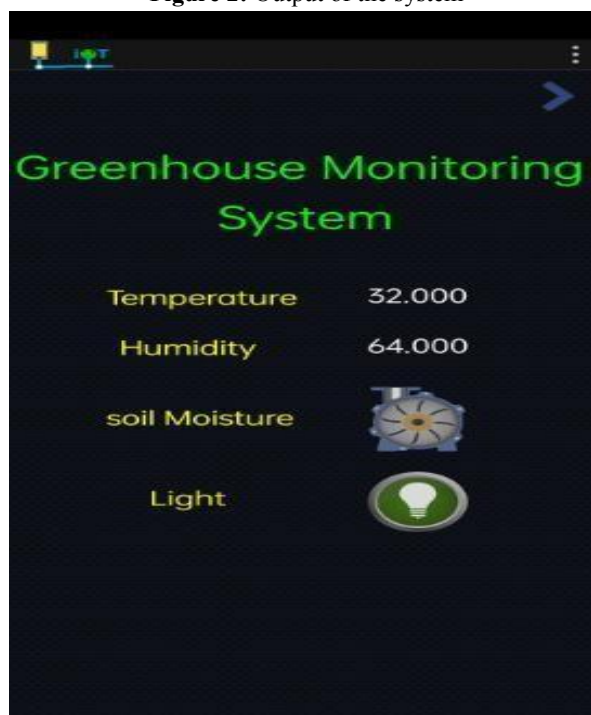 Figure 2: Output of the system
IoT
Greenhouse Monitoring
System
Temperature 32.000
Humidity 64.000
soil Moisture
Light